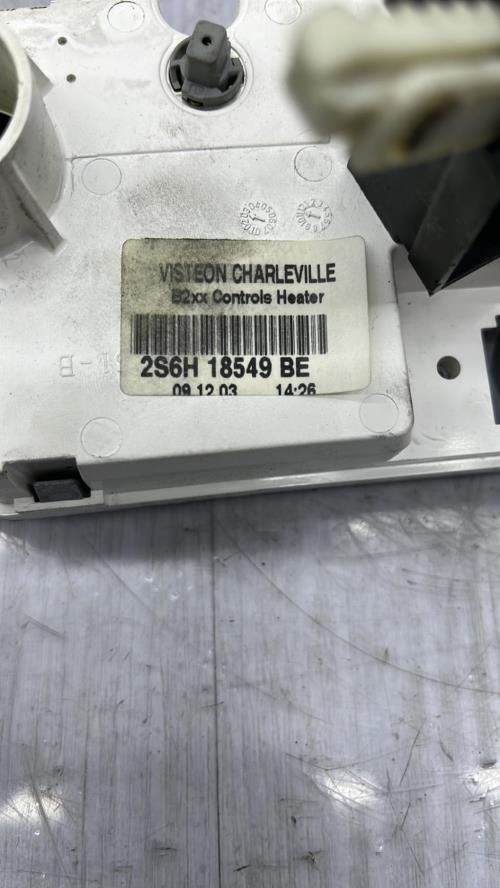 VISTEON CHARLEVILLE
B2xx Controls Heater
2S6H 18549 BE
09.12.03 14:26